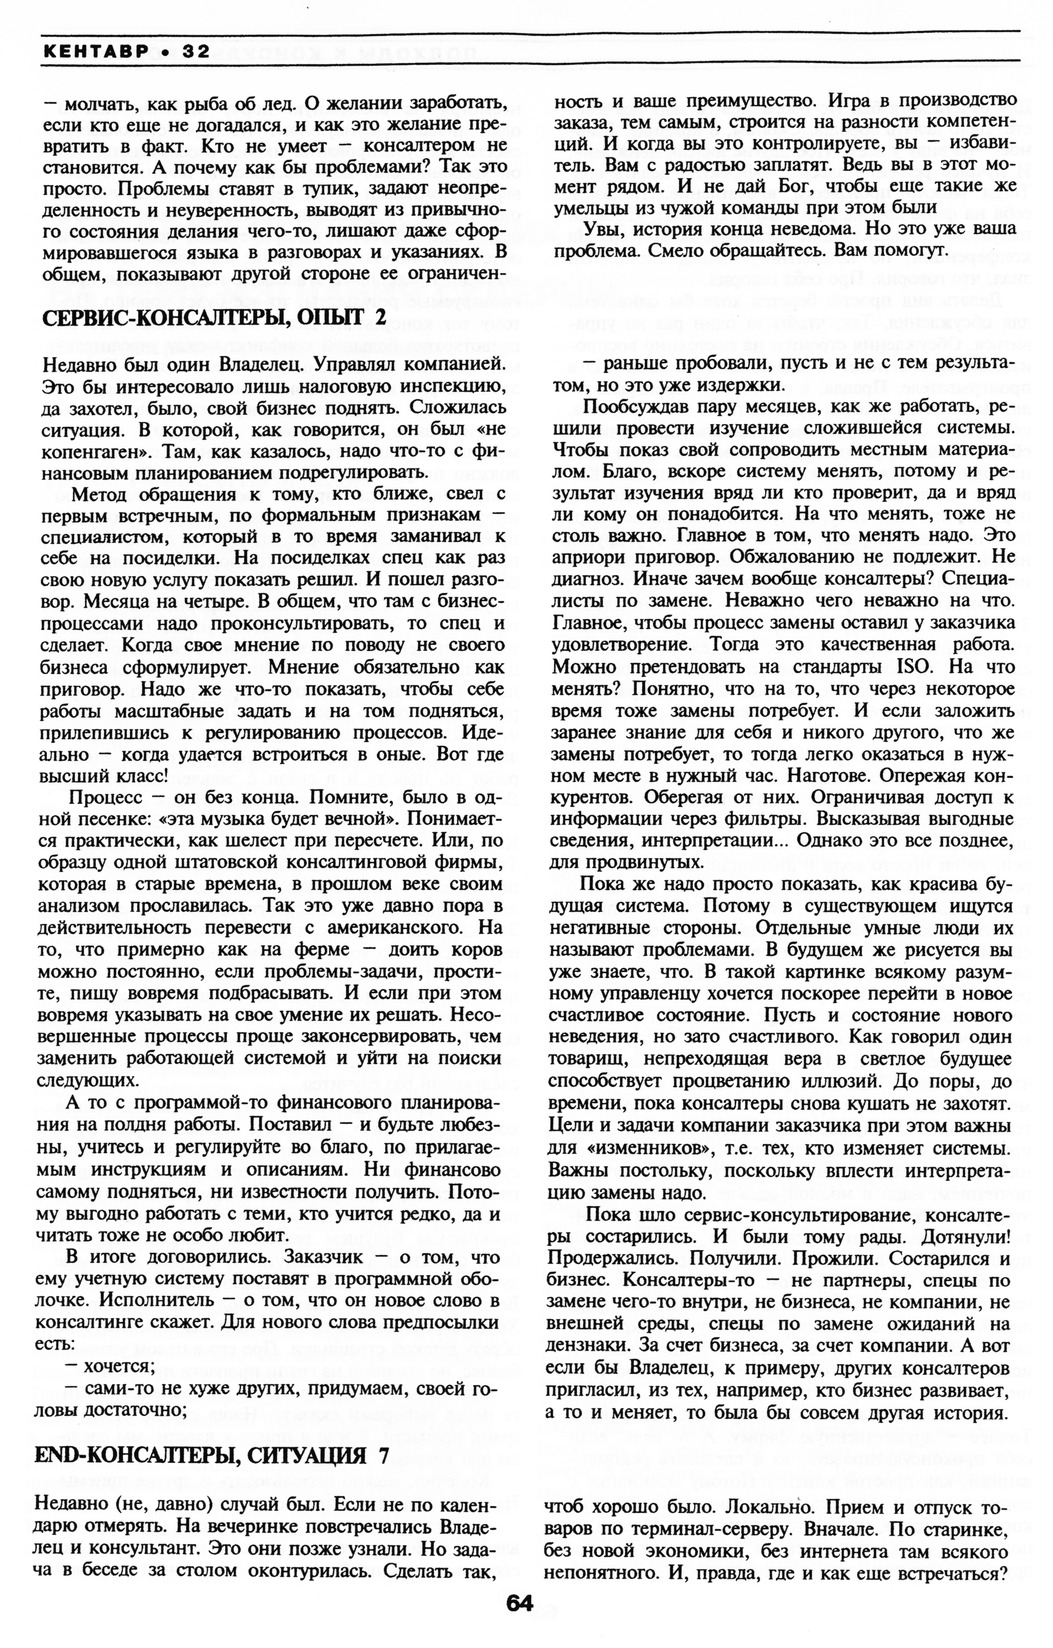 КЕНТАВР • 32
— молчать, как рыба об лед. О желании заработать,
если кто еще не догадался, и как это желание пре-
вратить в факт. Кто не умеет — консалтером не
становится. А почему как бы проблемами? Так это
просто. Проблемы ставят в тупик, задают неопре-
деленность и неуверенность, выводят из привычно-
го состояния делания чего-то, лишают даже сфор-
мировавшегося языка в разговорах и указаниях. В
общем, показывают другой стороне ее ограничен-
ность и ваше преимущество. Игра в производство
заказа, тем самым, строится на разности компетен-
ций. И когда вы это контролируете, вы — избави-
тель. Вам с радостью заплатят. Ведь вы в этот мо-
мент рядом. И не дай Бог, чтобы еще такие же
умельцы из чужой команды при этом были
Увы, история конца неведома. Но это уже ваша
проблема. Смело обращайтесь. Вам помогут.
СЕРВИС-КОНСАЛТЕРЫ, ОПЫТ 2
Недавно был один Владелец. Управлял компанией.
Это бы интересовало лишь налоговую инспекцию,
да захотел, было, свой бизнес поднять. Сложилась
ситуация. В которой, как говорится, он был «не
копенгаген». Там, как казалось, надо что-то с фи-
нансовым планированием подрегулировать.
Метод обращения к тому, кто ближе, свел с
первым встречным, по формальным признакам —
специалистом, который в то время заманивал к
себе на посиделки. На посиделках спец как раз
свою новую услугу показать решил. И пошел разго-
вор. Месяца на четыре. В общем, что там с бизнес-
процессами надо проконсультировать, то спец и
сделает. Когда свое мнение по поводу не своего
бизнеса сформулирует. Мнение обязательно как
приговор. Надо же что-то показать, чтобы себе
работы масштабные задать и на том подняться,
прилепившись к регулированию процессов. Иде-
ально — когда удается встроиться в оные. Вот где
высший класс!
Процесс — он без конца. Помните, было в од-
ной песенке: «эта музыка будет вечной». Понимает-
ся практически, как шелест при пересчете. Или, по
образцу одной штатовской консалтинговой фирмы,
которая в старые времена, в прошлом веке своим
анализом прославилась. Так это уже давно пора в
действительность перевести с американского. На
то, что примерно как на ферме — доить коров
можно постоянно, если проблемы-задачи, прости-
те, пищу вовремя подбрасывать. И если при этом
вовремя указывать на свое умение их решать. Несо-
вершенные процессы проще законсервировать, чем
заменить работающей системой и уйти на поиски
следующих.
А то с программой-то финансового планирова-
ния на полдня работы. Поставил — и будьте любез-
ны, учитесь и регулируйте во благо, по прилагае-
мым инструкциям и описаниям. Ни финансово
самому подняться, ни известности получить. Пото-
му выгодно работать с теми, кто учится редко, да и
читать тоже не особо любит.
В итоге договорились. Заказчик — о том, что
ему учетную систему поставят в программной обо-
лочке. Исполнитель — о том, что он новое слово в
консалтинге скажет. Для нового слова предпосылки
есть:
— хочется;
— сами-то не хуже других, придумаем, своей го-
ловы достаточно;
— раньше пробовали, пусть и не с тем результа-
том, но это уже издержки.
Пообсуждав пару месяцев, как же работать, ре-
шили провести изучение сложившейся системы.
Чтобы показ свой сопроводить местным материа-
лом. Благо, вскоре систему менять, потому и ре-
зультат изучения вряд ли кто проверит, да и вряд
ли кому он понадобится. На что менять, тоже не
столь важно. Главное в том, что менять надо. Это
априори приговор. Обжалованию не подлежит. Не
диагноз. Иначе зачем вообще консалтеры? Специа-
листы по замене. Неважно чего неважно на что.
Главное, чтобы процесс замены оставил у заказчика
удовлетворение. Тогда это качественная работа.
Можно претендовать на стандарты ISO. На что
менять? Понятно, что на то, что через некоторое
время тоже замены потребует. И если заложить
заранее знание для себя и никого другого, что же
замены потребует, то тогда легко оказаться в нуж-
ном месте в нужный час. Наготове. Опережая кон-
курентов. Оберегая от них. Ограничивая доступ к
информации через фильтры. Высказывая выгодные
сведения, интерпретации... Однако это все позднее,
для продвинутых.
Пока же надо просто показать, как красива бу-
дущая система. Потому в существующем ищутся
негативные стороны. Отдельные умные люди их
называют проблемами. В будущем же рисуется вы
уже знаете, что. В такой картинке всякому разум-
ному управленцу хочется поскорее перейти в новое
счастливое состояние. Пусть и состояние нового
неведения, но зато счастливого. Как говорил один
товарищ, непреходящая вера в светлое будущее
способствует процветанию иллюзий. До поры, до
времени, пока консалтеры снова кушать не захотят.
Цели и задачи компании заказчика при этом важны
для «изменников», т.е. тех, кто изменяет системы.
Важны постольку, поскольку вплести интерпрета-
цию замены надо.
Пока шло сервис-консультирование, консалте-
ры состарились. И были тому рады. Дотянули!
Продержались. Получили. Прожили. Состарился и
бизнес. Консалтеры-то — не партнеры, спецы по
замене чего-то внутри, не бизнеса, не компании, не
внешней среды, спецы по замене ожиданий на
дензнаки. За счет бизнеса, за счет компании. А вот
если бы Владелец, к примеру, других консалтеров
пригласил, из тех, например, кто бизнес развивает,
а то и меняет, то была бы совсем другая история.
END-КОНСАЛТЕРЫ, СИТУАЦИЯ 7
Недавно (не, давно) случай был. Если не по кален-
дарю отмерять. На вечеринке повстречались Владе-
лец и консультант. Это они позже узнали. Но зада-
ча в беседе за столом оконтурилась. Сделать так,
чтоб хорошо было. Локально. Прием и отпуск то-
варов по терминал-серверу. Вначале. По старинке,
без новой экономики, без интернета там всякого
непонятного. И, правда, где и как еще встречаться?
64